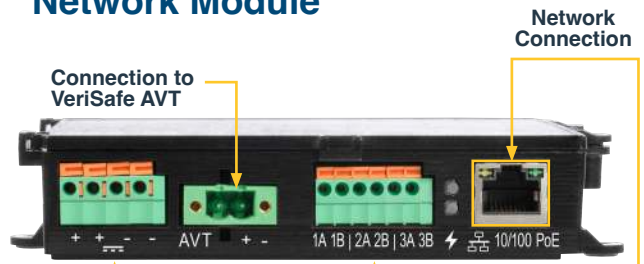 Network Module
Network
Connection
Connection to
VeriSafe AVT
+ + - -
AVT + -
1A 1B | 2A 2B | 3A 3B
10/100 PoE